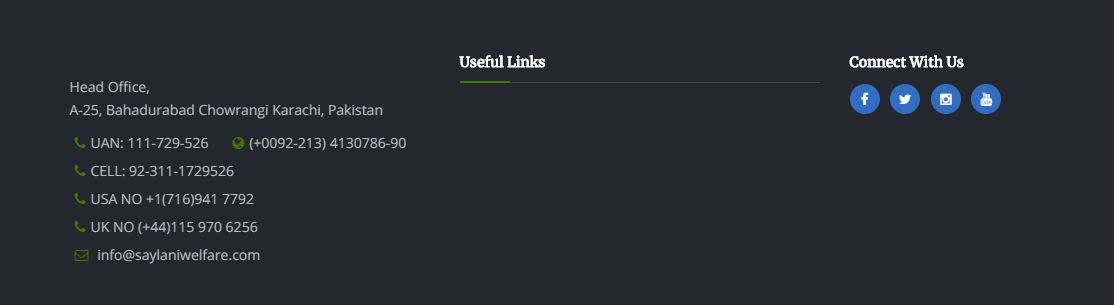 Head Office,
A-25, Bahadurabad Chowrangi Karachi, Pakistan
UAN: 111-729-526 (+0092-213) 4130786-90
CELL: 92-311-1729526
USA NO +1(716)941 7792
UK NO (+44)115 970 6256
info@saylaniwelfare.com
Useful Links
Connect With Us